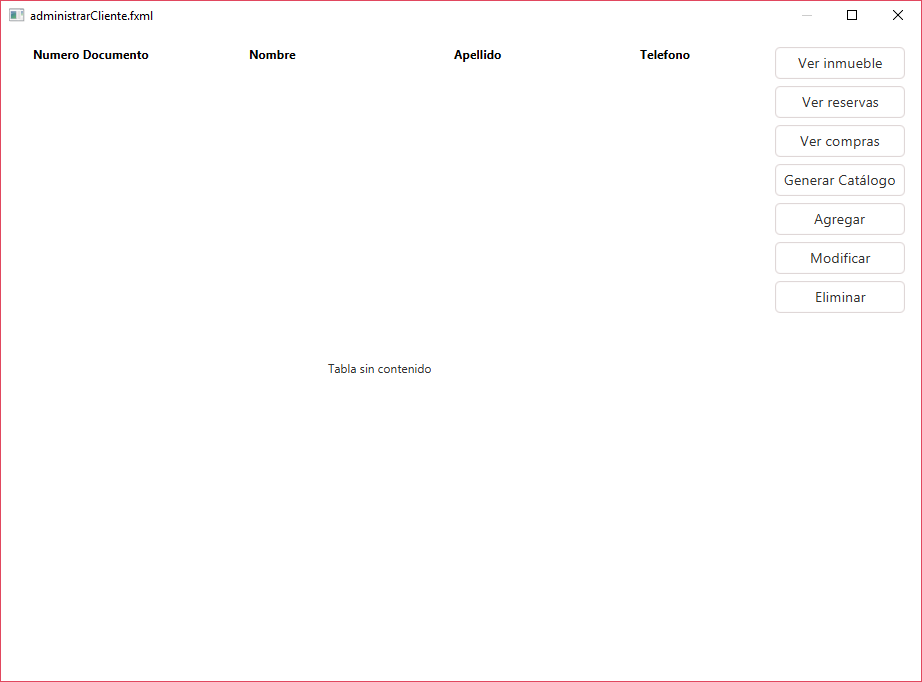 administrarCliente.fxml
Numero Documento Nombre Apellido Telefono
Ver inmueble
Ver reservas
Ver compras
Generar Catálogo
Agregar
Modificar
Eliminar
Tabla sin contenido